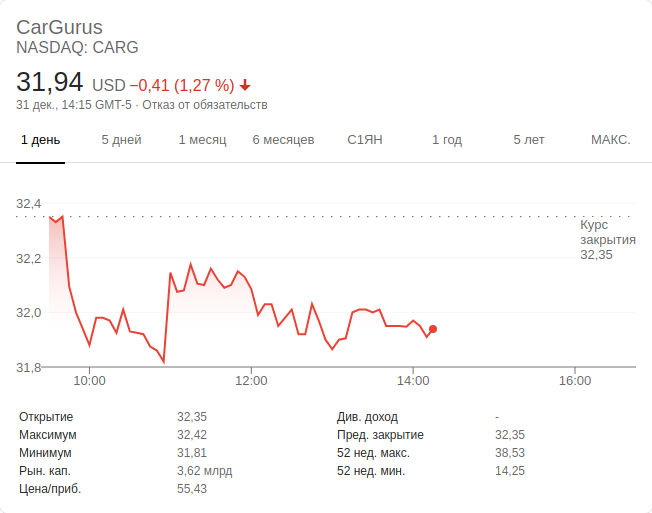 CarGurus
NASDAQ: CARG
31,94 USD −0,41 (1,27 %)
31 дек., 14:15 GMT-5 · Отказ от обязательств
1 день 5 дней 1 месяц 6 месяцев С1ЯН 1 год 5 лет МАКС.
32,4
Курс
закрытия
32,35
32,2
32,0
31,8
10:00 12:00 14:00 16:00
Открытие 32,35 Див. доход -
Максимум 32,42 Пред. закрытие 32,35
Минимум 31,81 52 нед. макс. 38,53
Рын. кап. 3,62 млрд 52 нед. мин. 14,25
Цена/приб. 55,43